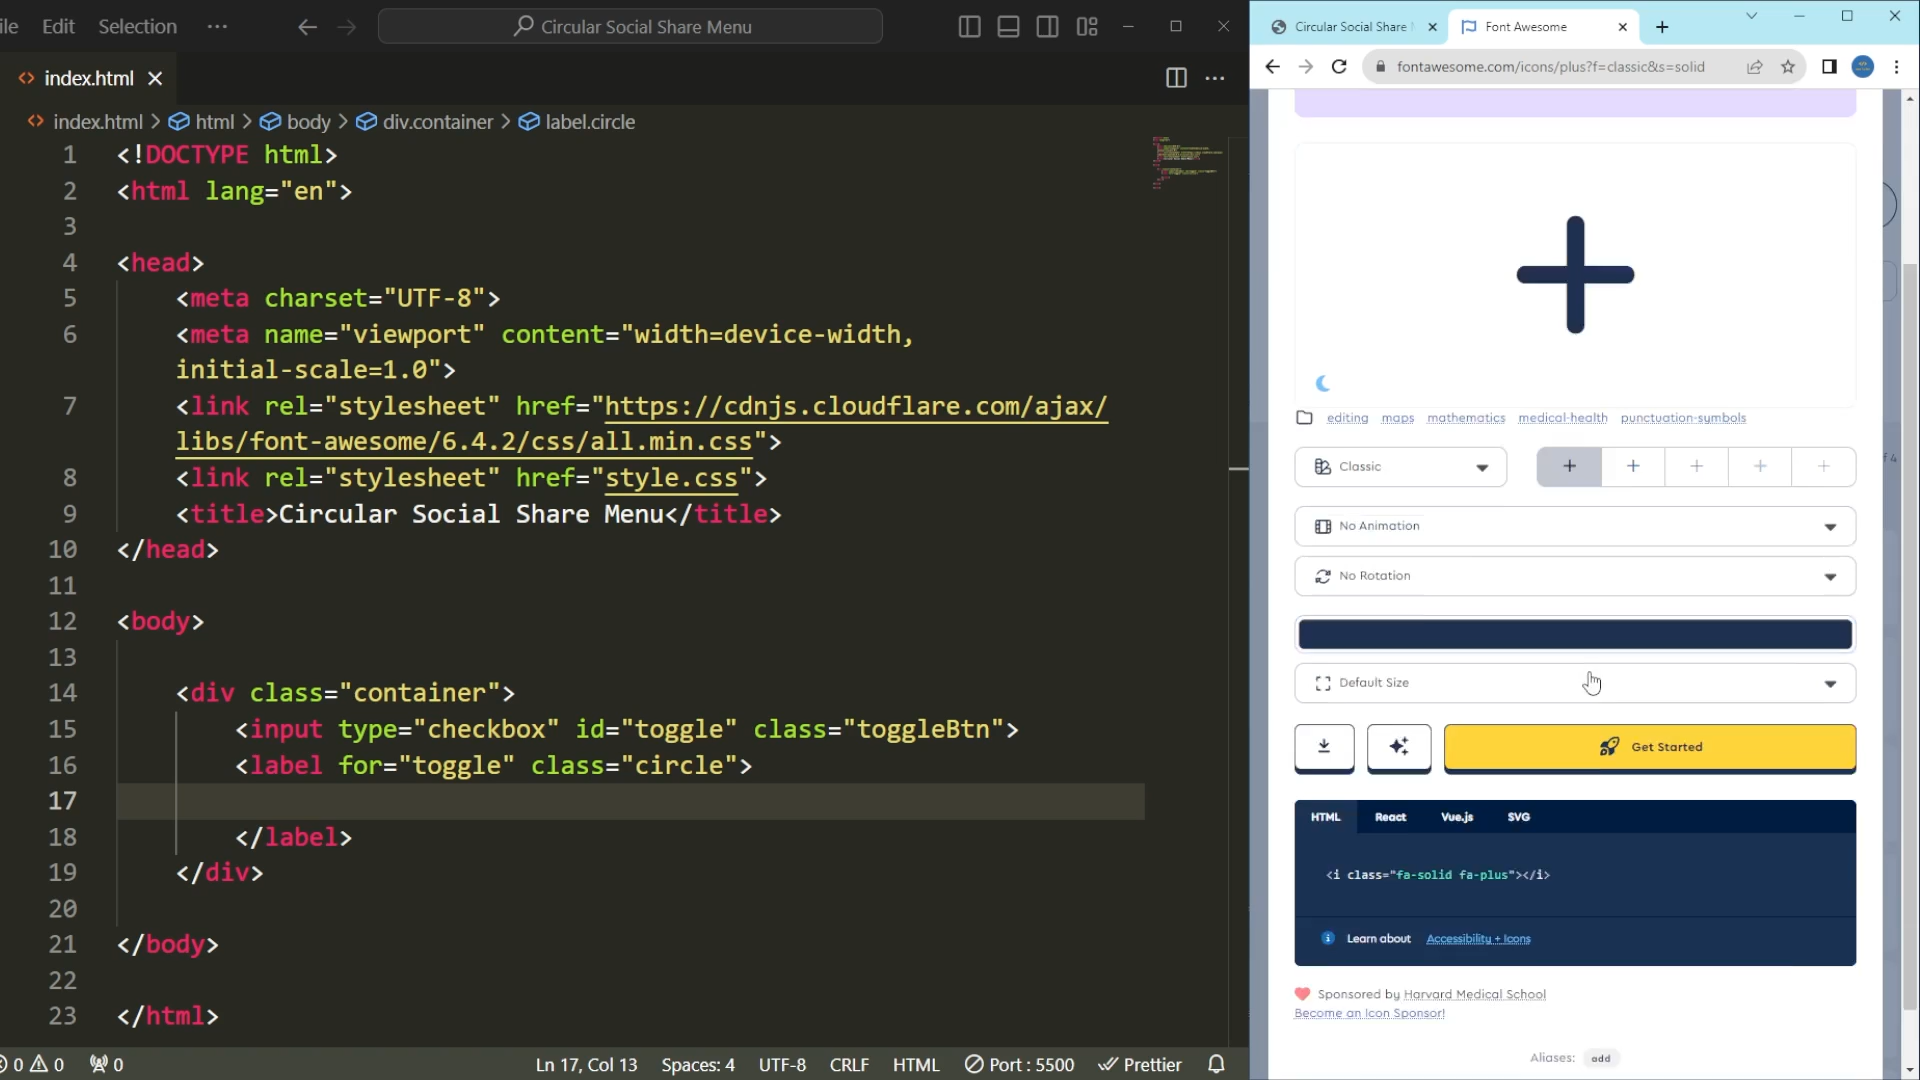 ile Edit Selection ···
Circular Social Share Menu
index.html
index.html > html > body > div.container > label.circle
1 <!DOCTYPE html>
2 <html lang="en">
3
4 <head>
5 <meta charset="UTF-8">
6 <meta name="viewport" content="width=device-width,
initial-scale=1.0">
7 <link rel="stylesheet" href="https://cdnjs.cloudflare.com/ajax/
libs/font-awesome/6.4.2/css/all.min.css">
8 <link rel="stylesheet" href="style.css">
9 <title>Circular Social Share Menu</title>
10 </head>
11
12 <body>
13
14 <div class="container">
15 <input type="checkbox" id="toggle" class="toggleBtn">
16 <label for="toggle" class="circle">
17
18 </label>
19 </div>
20
21 </body>
22
23 </html>
0 0 0 Ln 17, Col 13 Spaces: 4 UTF-8 CRLF HTML Port : 5500 Prettier
Circular Social Share Font Awesome
fontawesome.com/icons/plus?f=classic&s=solid
editing maps mathematics medical-health punctuation-symbols
Classic
No Animation
No Rotation
Default Size
Get Started
HTML React Vue.js SVG
<i class="fa-solid fa-plus"></i>
Learn about Accessibility + Icons
Sponsored by Harvard Medical School
Become an Icon Sponsor!
Aliases: add